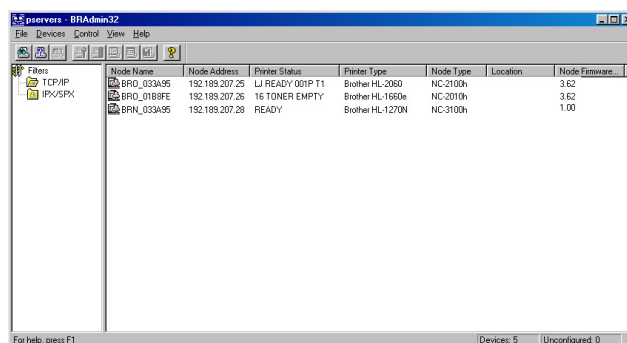 pservers - BRAdmin32
File Devices Control View Help
Filters
TCP/IP
IPX/SPX
Node Name Node Address Printer Status Printer Type Node Type Location Node Firmware...
BRO_033A95 192.189.207.25 LJ READY 001P T1 Brother HL-2060 NC-2100h 3.62
BRO_01B8FE 192.189.207.26 16 TONER EMPTY Brother HL-1660e NC-2010h 3.62
BRN_033A95 192.189.207.28 READY Brother HL-1270N NC-3100h 1.00
For help, press F1 Devices: 5 Unconfigured: 0